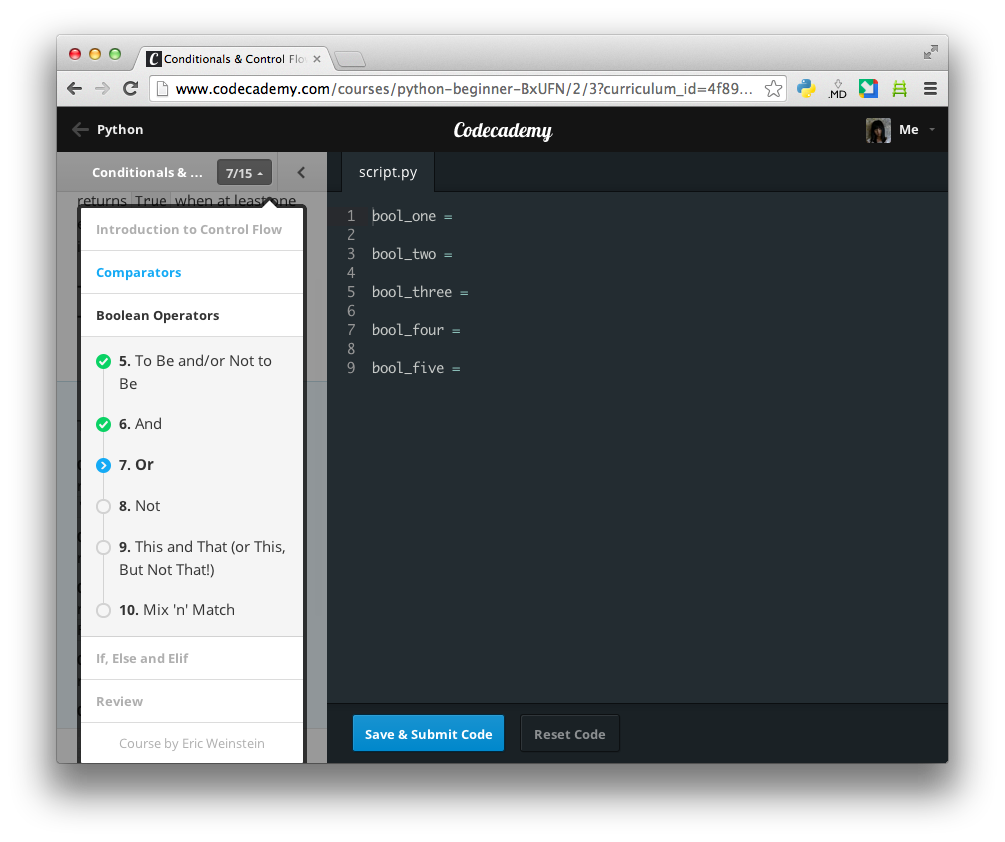 Conditionals & Control Flo
www.codecademy.com/courses/python-beginner-BxUFN/2/3?curriculum_id=4f89...
.MD
Python
Codecademy
Me
Conditionals & ...
7/15
script.py
returns True when at least one
Introduction to Control Flow
Comparators
Boolean Operators
5. To Be and/or Not to
Be
6. And
7. Or
8. Not
9. This and That (or This,
But Not That!)
10. Mix 'n' Match
If, Else and Elif
Review
Course by Eric Weinstein
1 bool_one =
2
3 bool_two =
4
5 bool_three =
6
7 bool_four =
8
9 bool_five =
Save & Submit Code
Reset Code